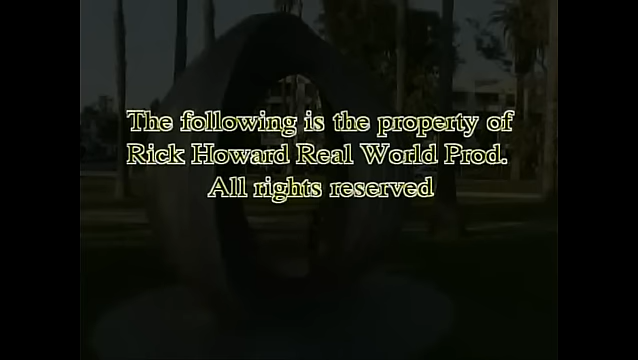 The following is the property of
Rick Howard Real World Prod.
All rights reserved